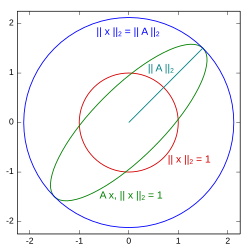 2
|| x ||₂ = || A ||₂
1
|| A ||₂
0
|| x ||₂ = 1
-1
A x, || x ||₂ = 1
-2
-2 -1 0 1 2